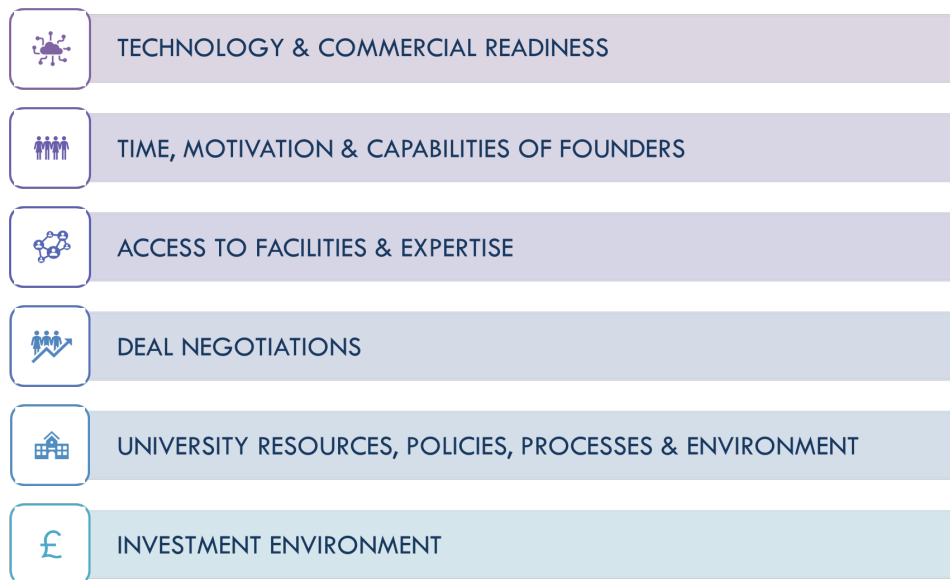 TECHNOLOGY & COMMERCIAL READINESS
TIME, MOTIVATION & CAPABILITIES OF FOUNDERS
ACCESS TO FACILITIES & EXPERTISE
DEAL NEGOTIATIONS
UNIVERSITY RESOURCES, POLICIES, PROCESSES & ENVIRONMENT
£
INVESTMENT ENVIRONMENT